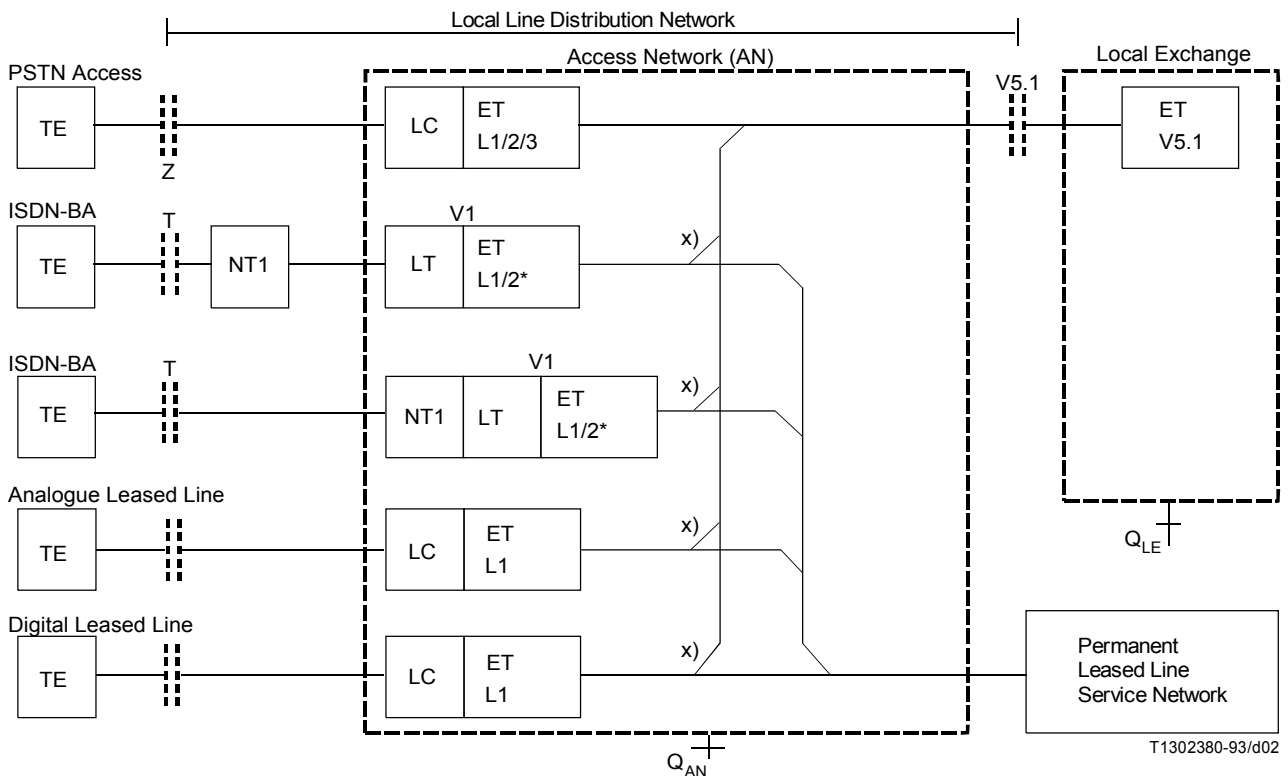 Local Line Distribution Network
PSTN Access
Access Network (AN)
Local Exchange
V5.1
TE
Z
LC
ET
L1/2/3
ET
V5.1
ISDN-BA
TE
T
NT1
V1
LT
ET
L1/2*
x)
ISDN-BA
TE
T
V1
NT1
LT
ET
L1/2*
x)
Analogue Leased Line
TE
LC
ET
L1
x)
QLE
Digital Leased Line
TE
LC
ET
L1
x)
Permanent
Leased Line
Service Network
QAN
T1302380-93/d02